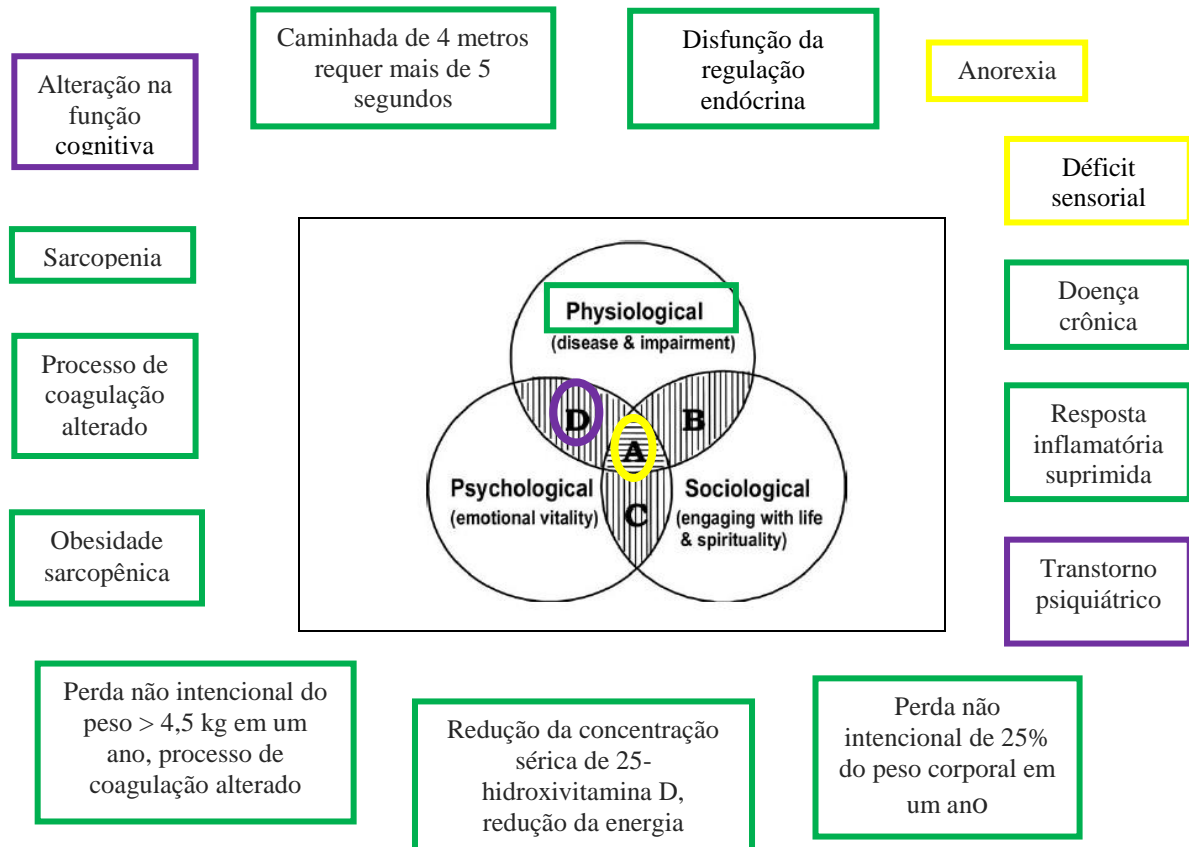 Caminhada de 4 metros
requer mais de 5
segundos
Disfunção da
regulação
endócrina
Anorexia
Alteração na
função
cognitiva
Déficit
sensorial
Sarcopenia
Doença
crônica
Processo de
coagulação
alterado
Resposta
inflamatória
suprimida
Obesidade
sarcopênica
Transtorno
psiquiátrico
Physiological
(disease & impairment)
D
B
A
Psychological
(emotional vitality)
C
Sociological
(engaging with life
& spirituality)
Perda não intencional do
peso > 4,5 kg em um
ano, processo de
coagulação alterado
Redução da concentração
sérica de 25-
hidroxivitamina D,
redução da energia
Perda não
intencional de 25%
do peso corporal em
um ano